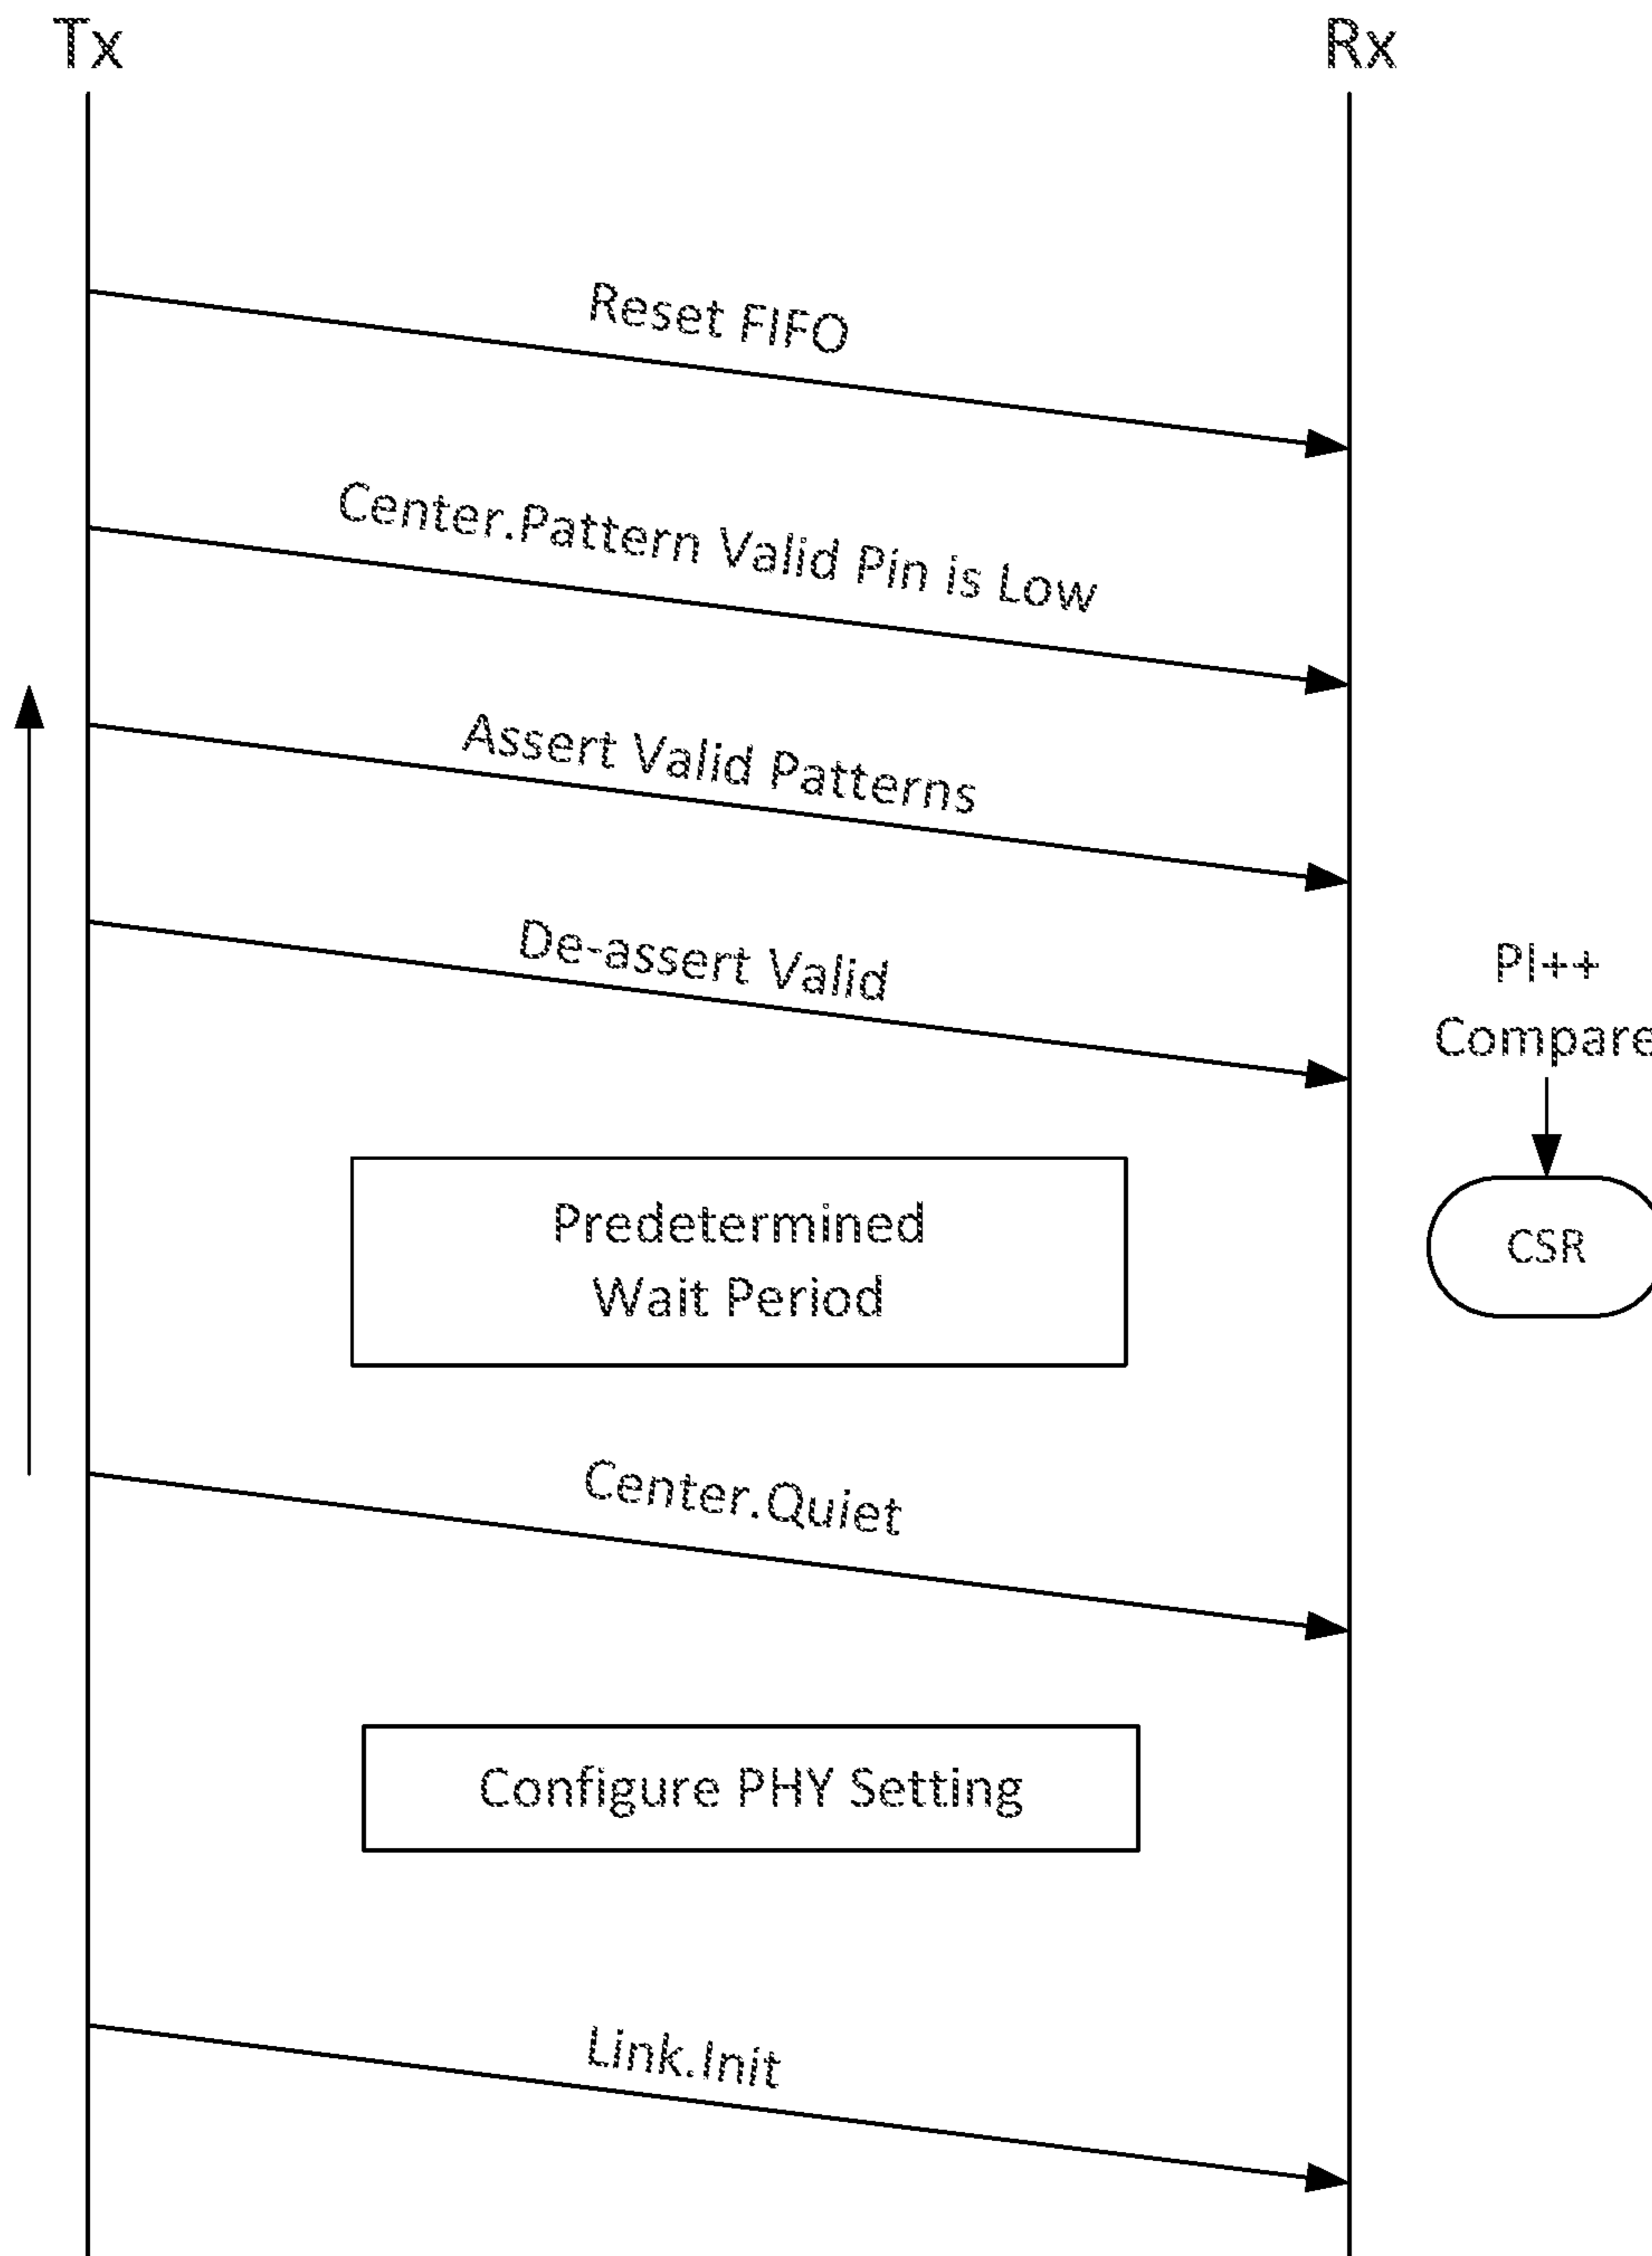 Tx
Rx
Reset FIFO
Center.Pattern Valid Pin is Low
Assert Valid Patterns
De-assert Valid
PI++
Compare
CSR
Predetermined
Wait Period
Center.Quiet
Configure PHY Setting
Link.Init